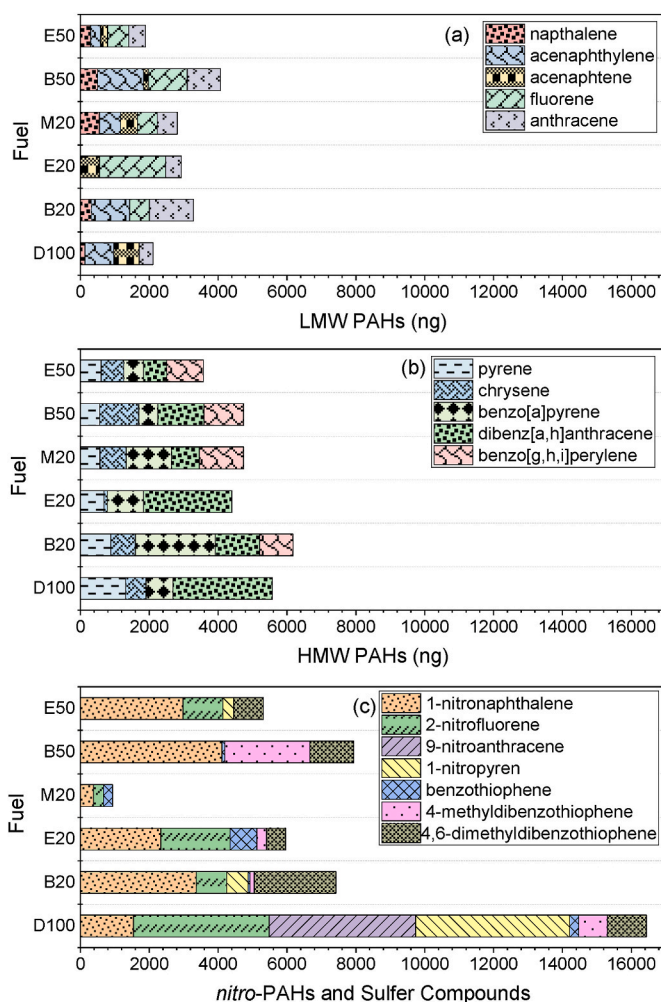 (a)
napthalene
acenaphthylene
acenaphtene
fluorene
anthracene
Fuel
E50
B50
M20
E20
B20
D100
0 2000 4000 6000 8000 10000 12000 14000 16000
LMW PAHs (ng)
(b)
pyrene
chrysene
benzo[a]pyrene
dibenz[a,h]anthracene
benzo[g,h,i]perylene
Fuel
E50
B50
M20
E20
B20
D100
0 2000 4000 6000 8000 10000 12000 14000 16000
HMW PAHs (ng)
(c)
1-nitronaphthalene
2-nitrofluorene
9-nitroanthracene
1-nitropyren
benzothiophene
4-methyldibenzothiophene
4,6-dimethyldibenzothiophene
Fuel
E50
B50
M20
E20
B20
D100
0 2000 4000 6000 8000 10000 12000 14000 16000
nitro-PAHs and Sulfer Compounds